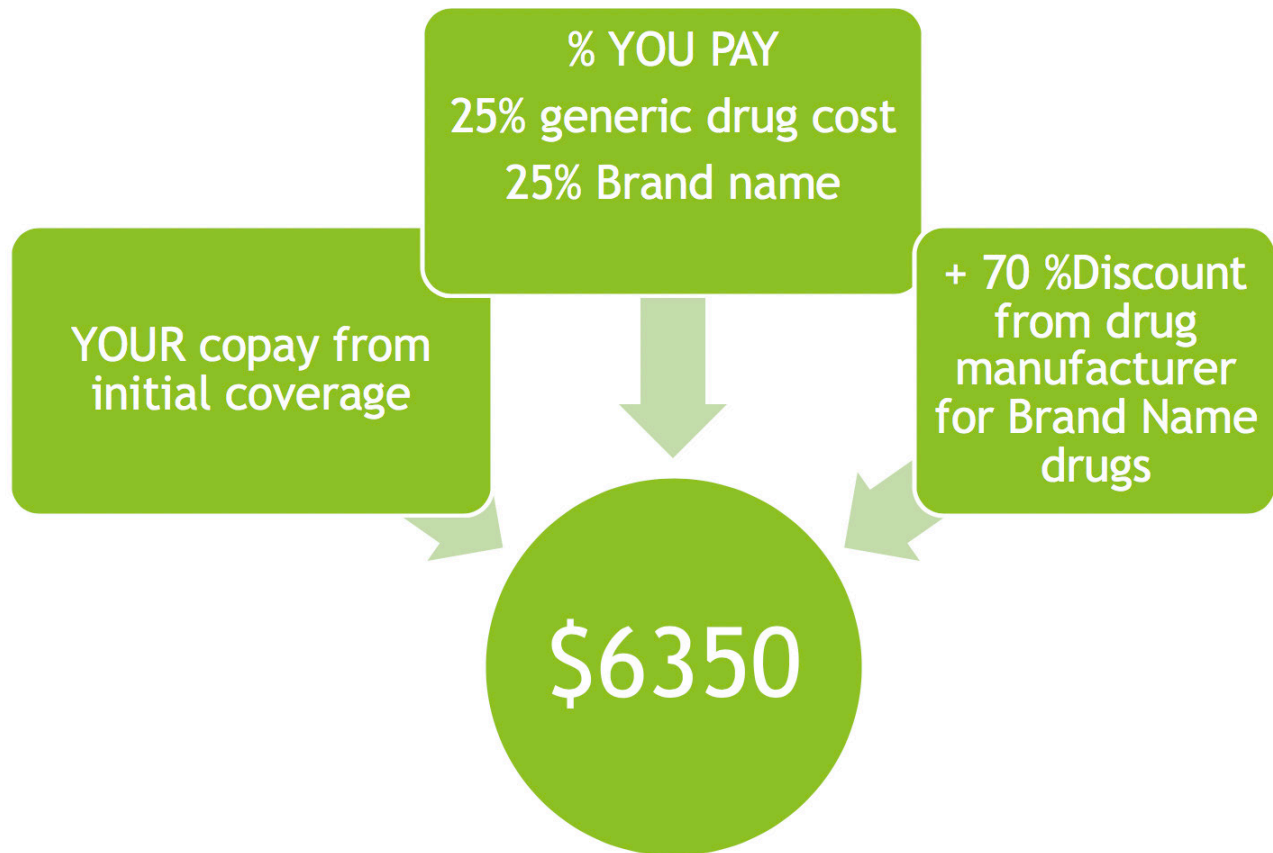 % YOU PAY
25% generic drug cost
25% Brand name
YOUR copay from
initial coverage
+ 70 %Discount
from drug
manufacturer
for Brand Name
drugs
$6350